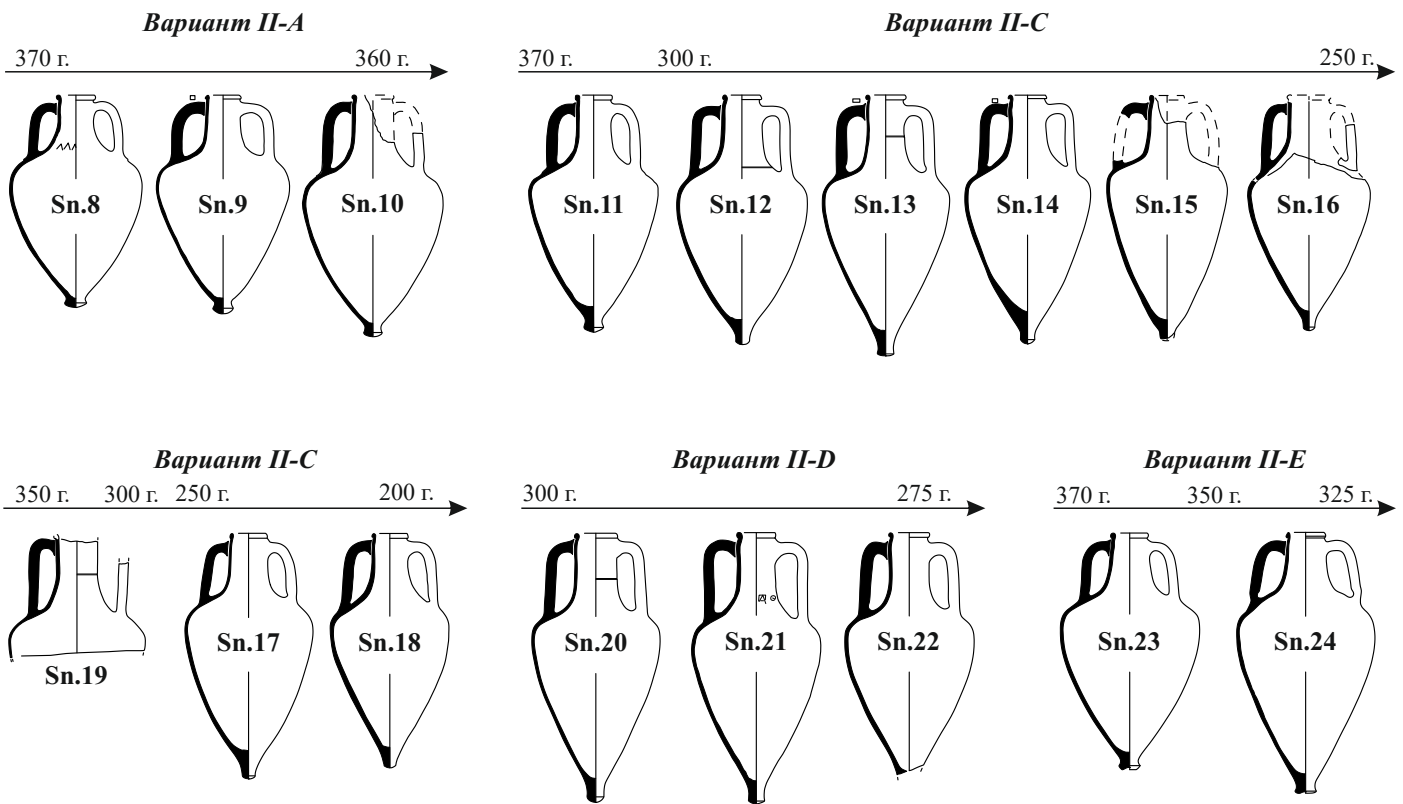 Вариант II-A
370 г. 360 г.
Sn.8 Sn.9 Sn.10
Вариант II-C
370 г. 300 г. 250 г.
Sn.11 Sn.12 Sn.13 Sn.14 Sn.15 Sn.16
Вариант II-C
350 г. 300 г. 250 г. 200 г.
Sn.19 Sn.17 Sn.18
Вариант II-D
300 г. 275 г.
Sn.20 Sn.21 Sn.22
Вариант II-E
370 г. 350 г. 325 г.
Sn.23 Sn.24